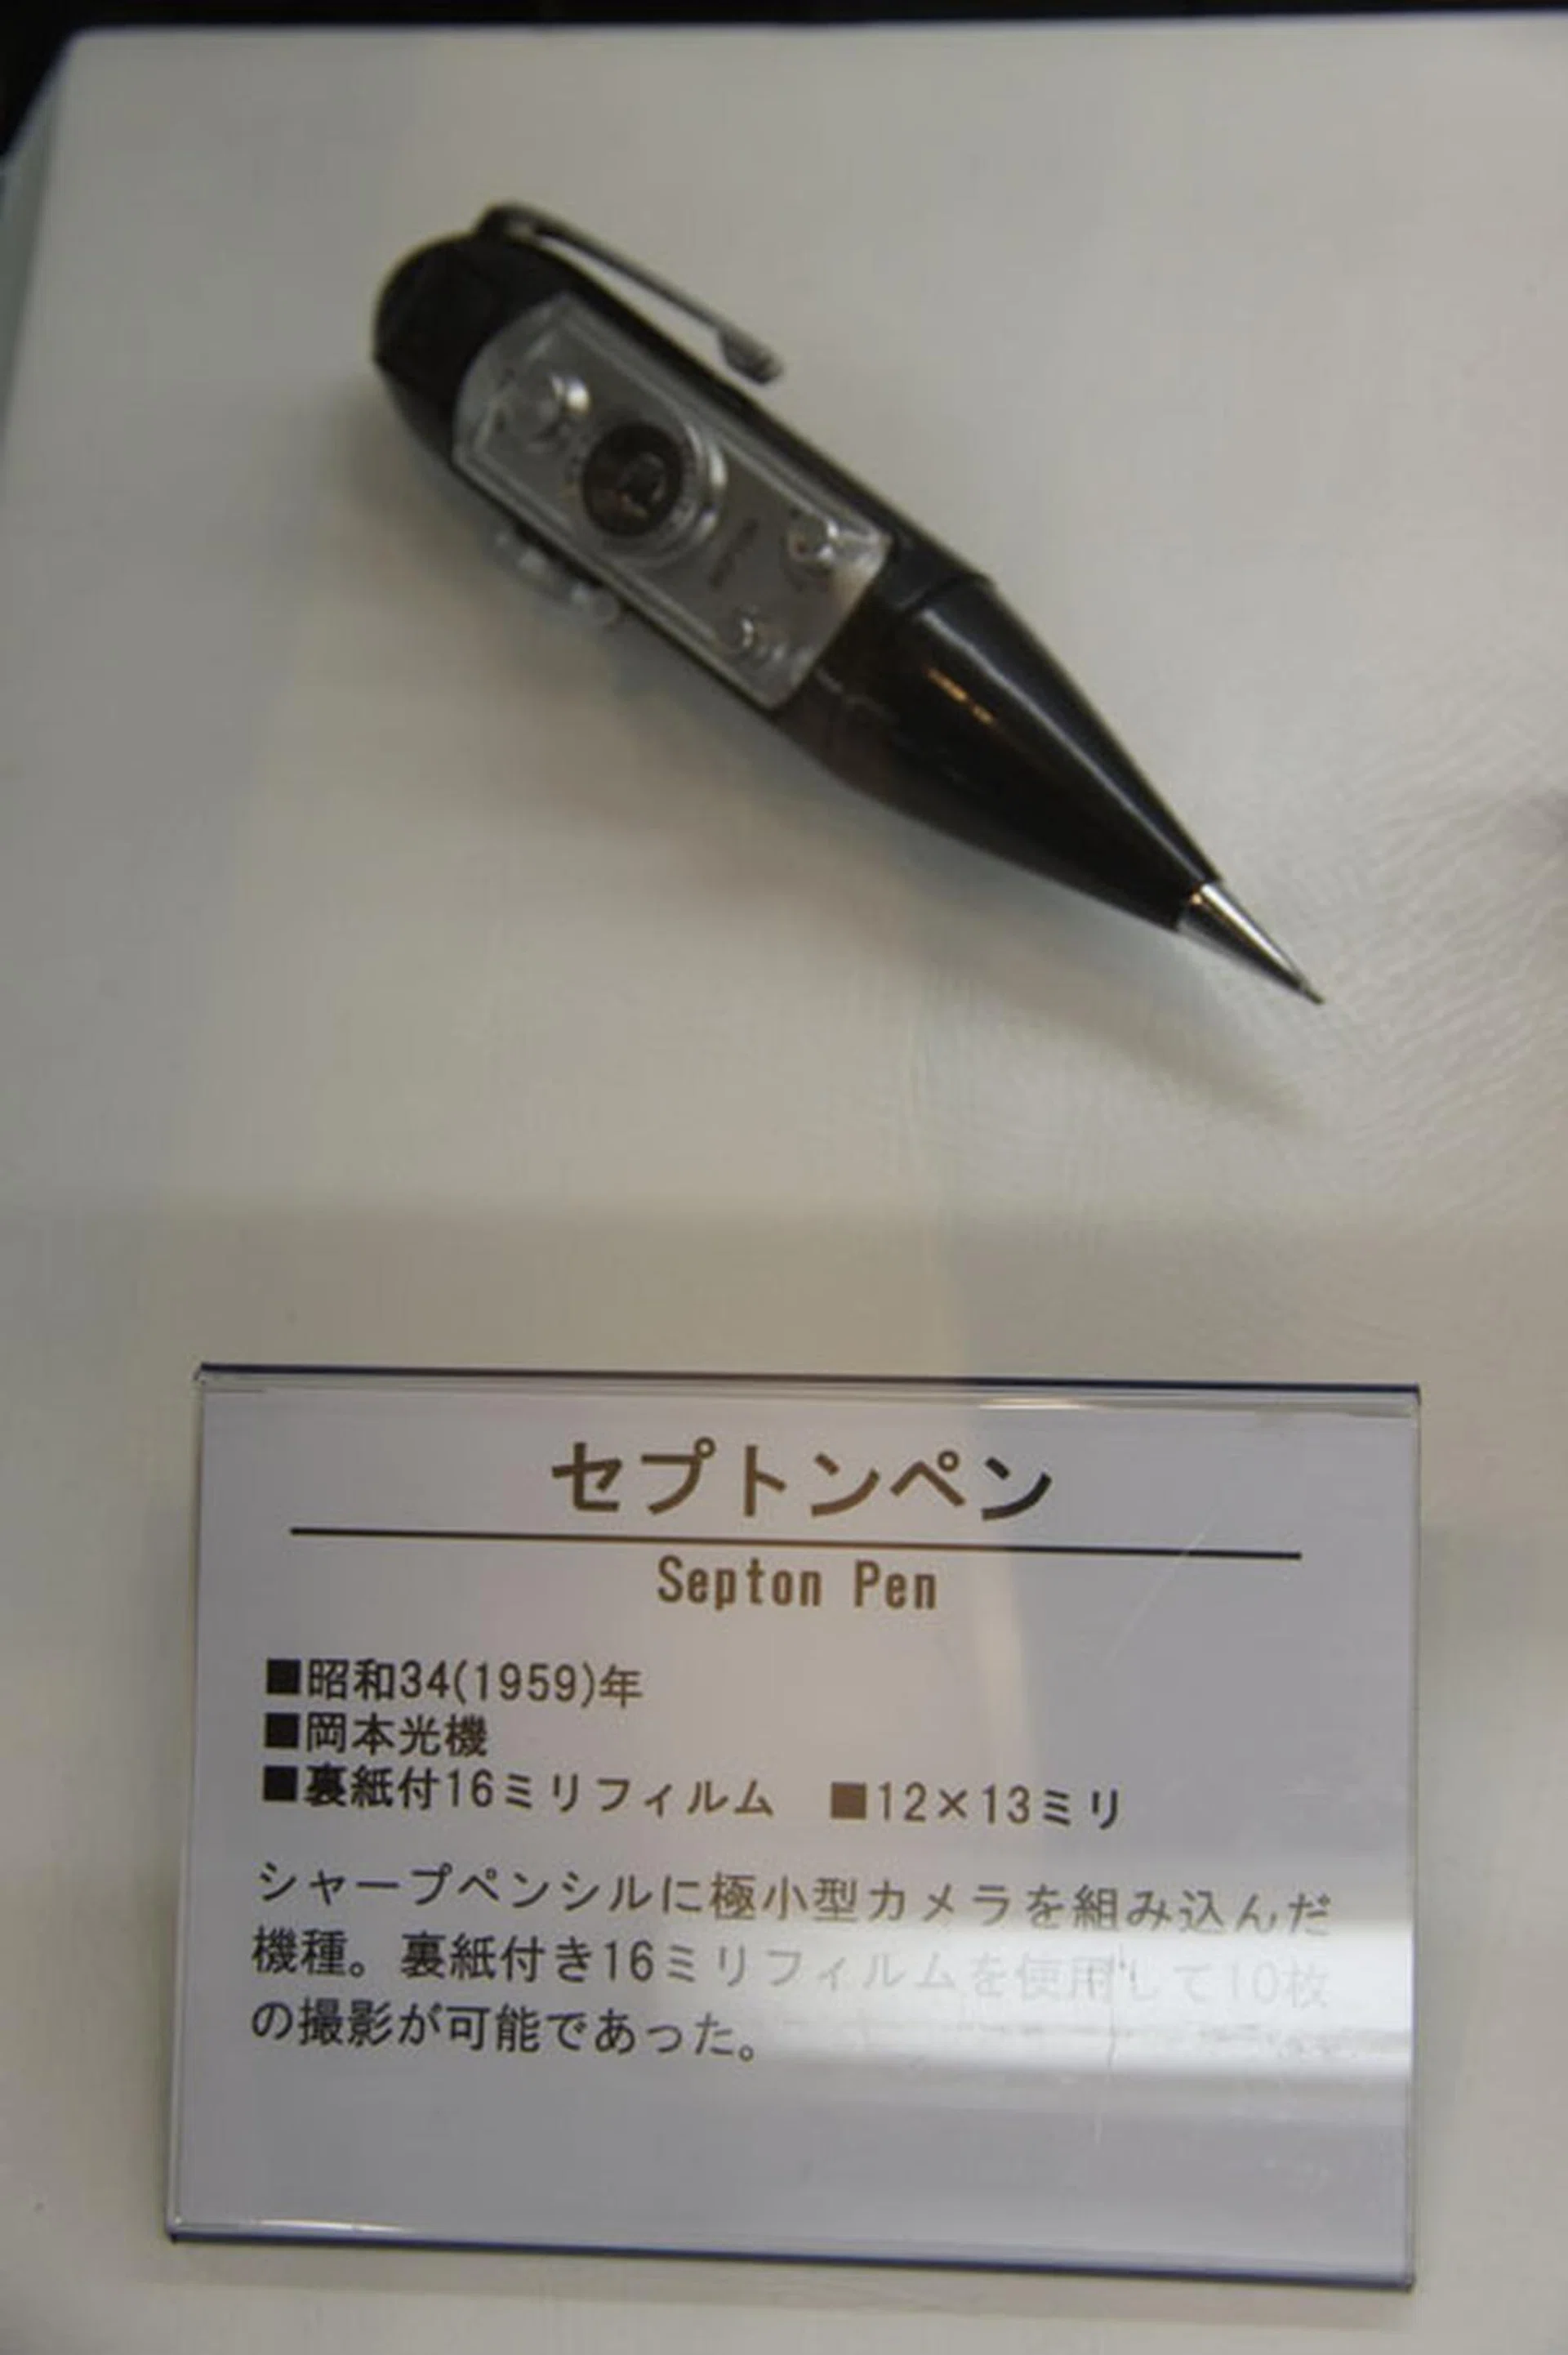 セプトンペン
Septon Pen
■昭和34(1959)年
■岡本光機
■裏紙付16ミリフィルム ■12×13ミリ
シャープペンシルに極小型カメラを組み込んだ
機種。裏紙付き16ミリフィルムを使用して10枚
の撮影が可能であった。